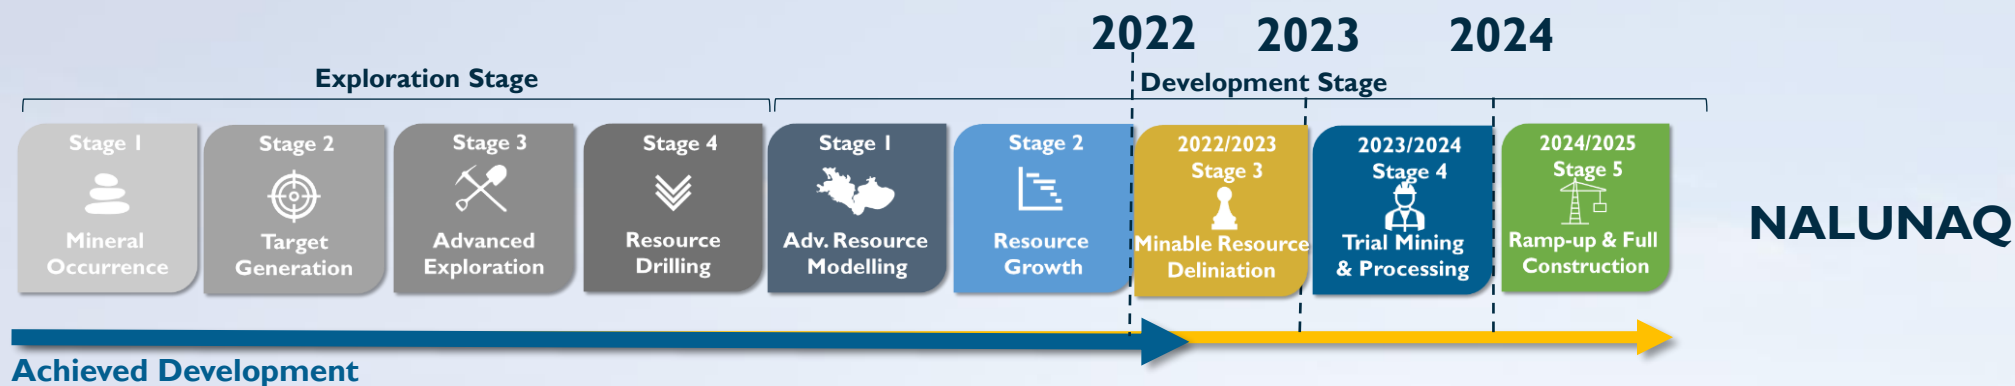 2022 2023 2024
Exploration Stage
Development Stage
Stage 1
Mineral
Occurrence
Stage 2
Target
Generation
Stage 3
Advanced
Exploration
Stage 4
Resource
Drilling
Stage 1
Adv. Resource
Modelling
Stage 2
Resource
Growth
2022/2023
Stage 3
Minable Resource
Deliniation
2023/2024
Stage 4
Trial Mining
& Processing
2024/2025
Stage 5
Ramp-up & Full
Construction
NALUNAQ
Achieved Development